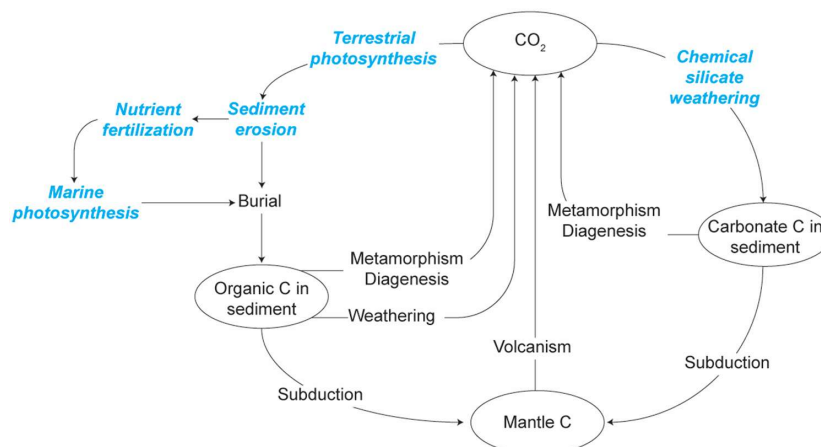 CO₂
Terrestrial
photosynthesis
Chemical
silicate
weathering
Nutrient
fertilization
Sediment
erosion
Marine
photosynthesis
Burial
Metamorphism
Diagenesis
Carbonate C in
sediment
Metamorphism
Diagenesis
Organic C in
sediment
Weathering
Volcanism
Subduction
Subduction
Mantle C